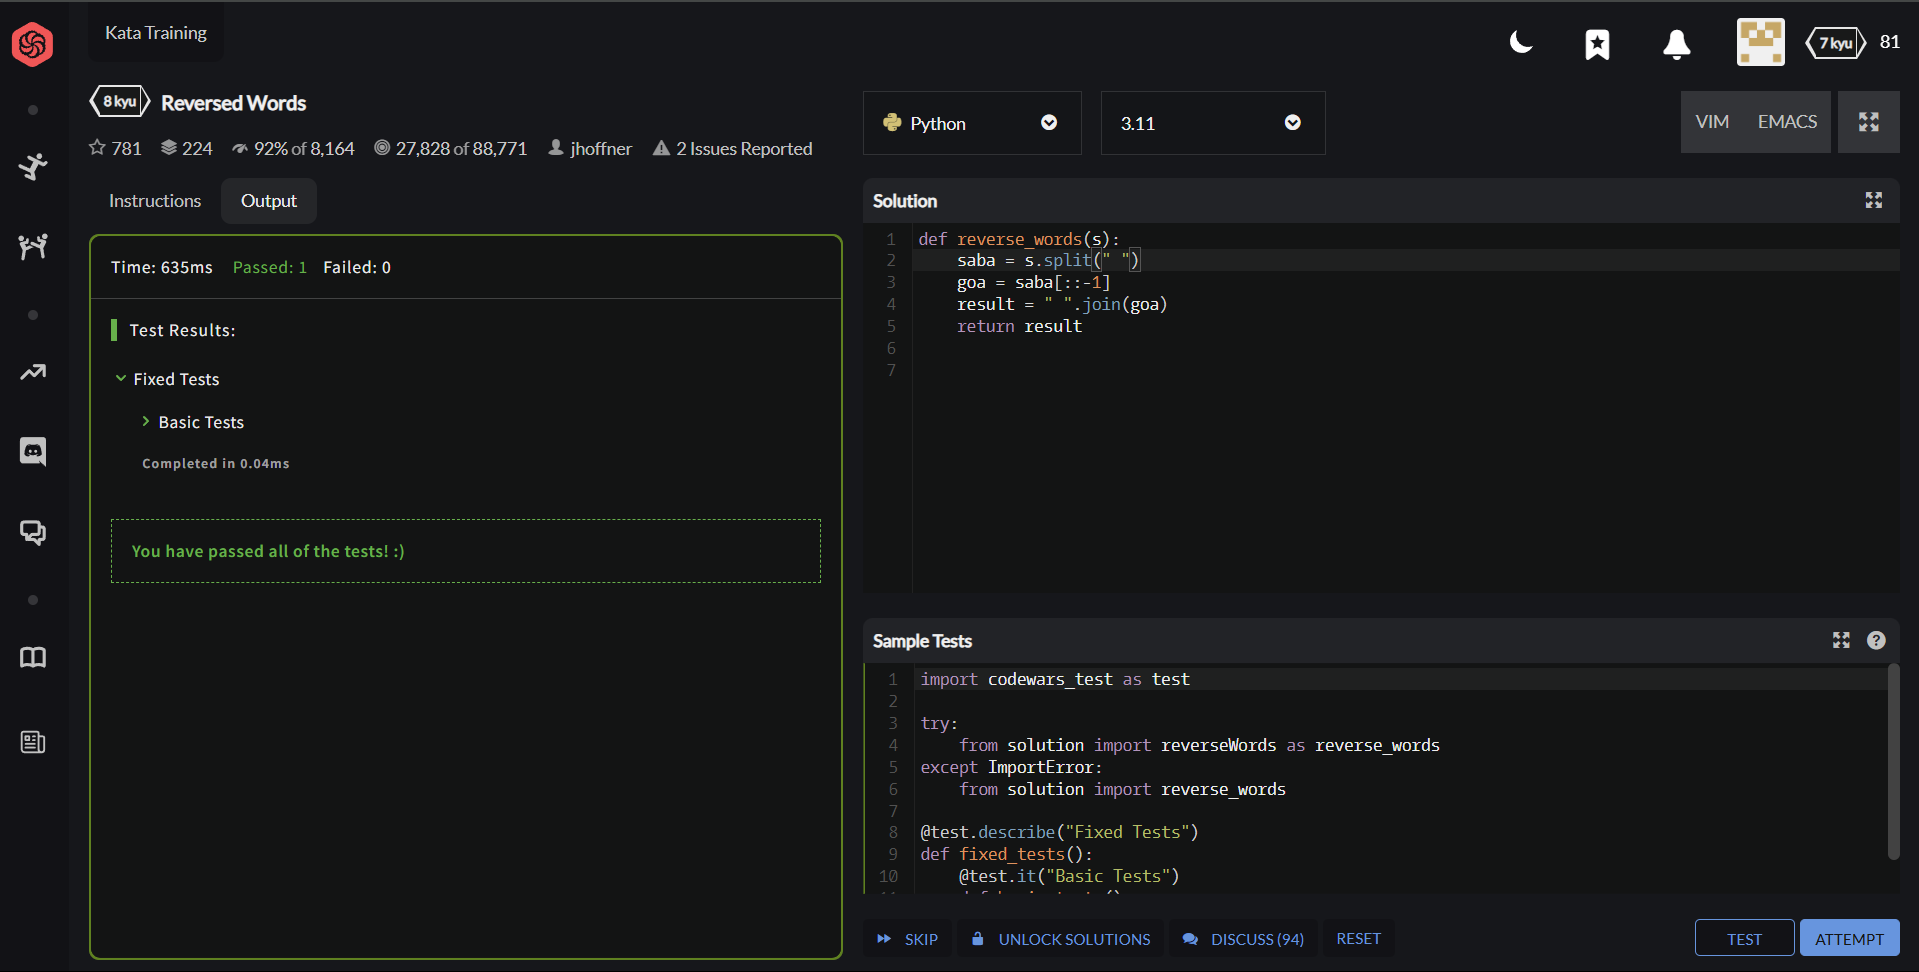 Kata Training
7 kyu 81
8 kyu Reversed Words
781 224 92% of 8,164 27,828 of 88,771 jhoffner 2 Issues Reported
Python 3.11 VIM EMACS
Instructions Output
Time: 635ms Passed: 1 Failed: 0
Test Results:
Fixed Tests
Basic Tests
Completed in 0.04ms
You have passed all of the tests! :)
Solution
1 def reverse_words(s):
2 saba = s.split(" ")
3 goa = saba[::-1]
4 result = " ".join(goa)
5 return result
6
7
Sample Tests ?
1 import codewars_test as test
2
3 try:
4 from solution import reverseWords as reverse_words
5 except ImportError:
6 from solution import reverse_words
7
8 @test.describe("Fixed Tests")
9 def fixed_tests():
10 @test.it("Basic Tests")
SKIP UNLOCK SOLUTIONS DISCUSS (94) RESET TEST ATTEMPT